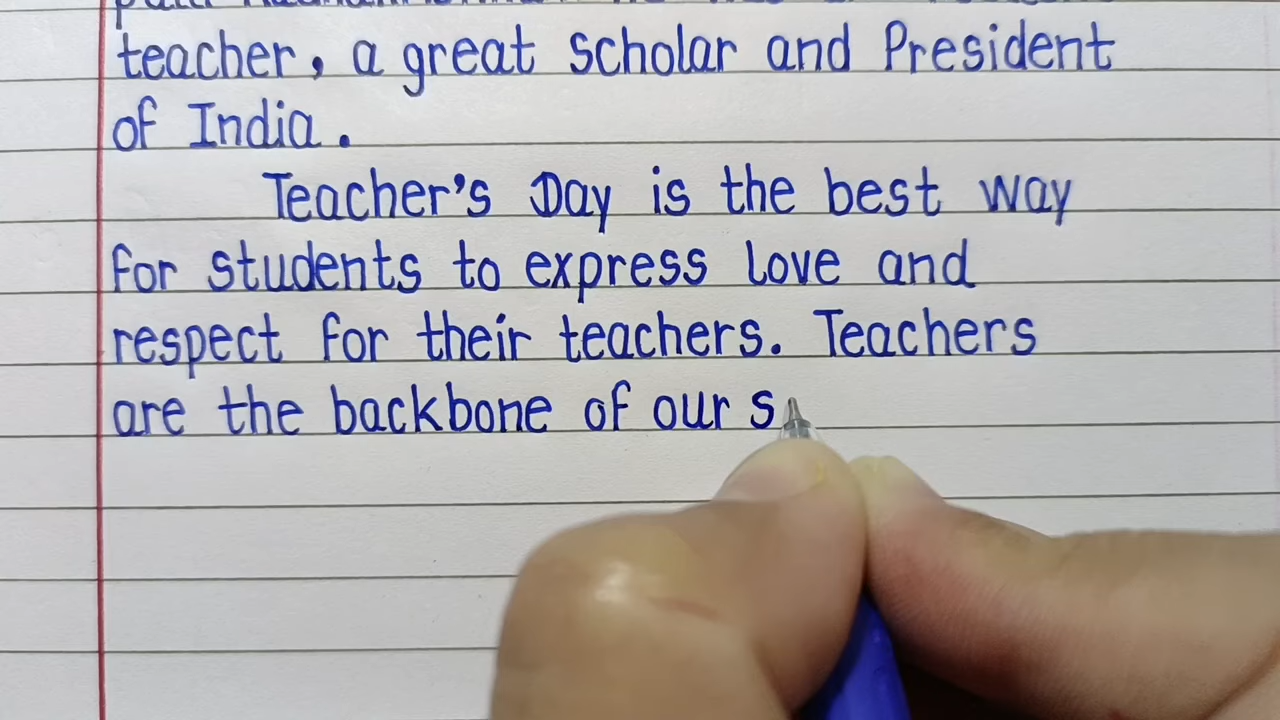 teacher, a great scholar and President
of India.
Teacher's Day is the best way
for students to express love and
respect for their teachers. Teachers
are the backbone of our s